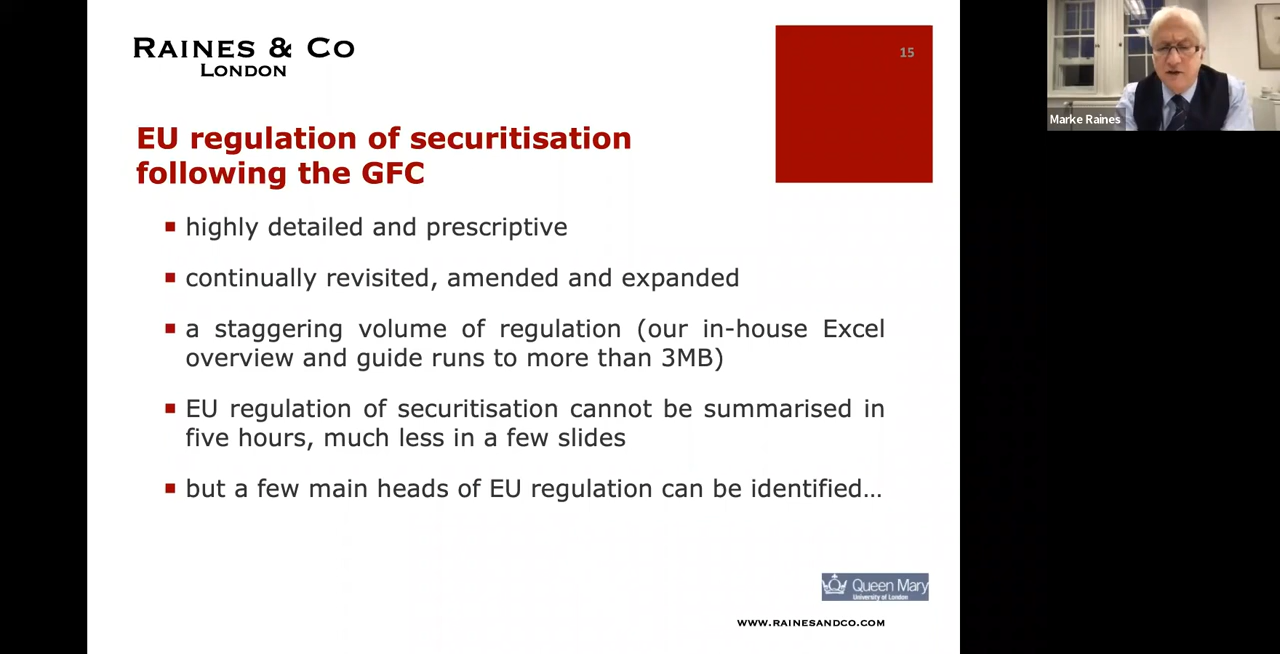 RAINES & CO
LONDON
15
EU regulation of securitisation
following the GFC
highly detailed and prescriptive
continually revisited, amended and expanded
a staggering volume of regulation (our in-house Excel
overview and guide runs to more than 3MB)
EU regulation of securitisation cannot be summarised in
five hours, much less in a few slides
but a few main heads of EU regulation can be identified…
Queen Mary
University of London
WWW.RAINESANDCO.COM
Marke Raines